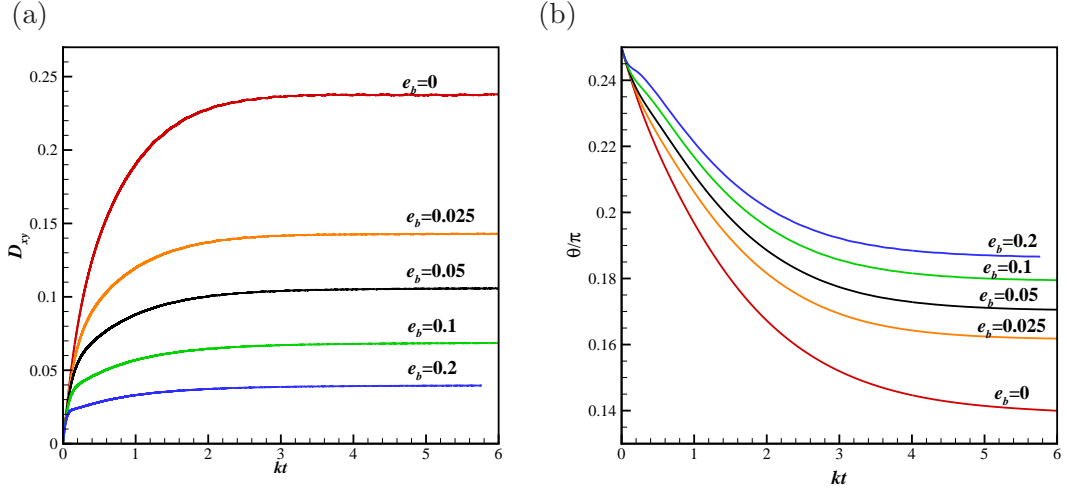 (a)
0.25
0.2
0.15
0.1
0.05
0
D_xy
e_b=0
e_b=0.025
e_b=0.05
e_b=0.1
e_b=0.2
0 1 2 3 4 5 6
kt
(b)
0.24
0.22
0.2
0.18
0.16
0.14
θ/π
e_b=0.2
e_b=0.1
e_b=0.05
e_b=0.025
e_b=0
0 1 2 3 4 5 6
kt